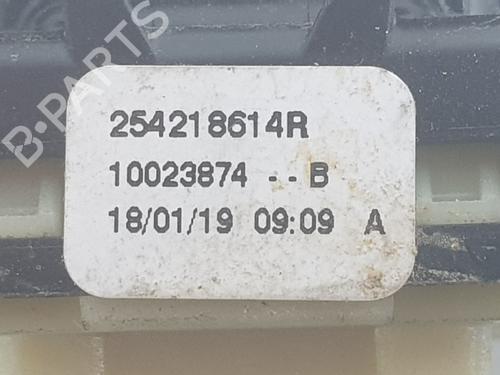 B-PARTS
254218614R
10023874 - - B
18/01/19 09:09 A